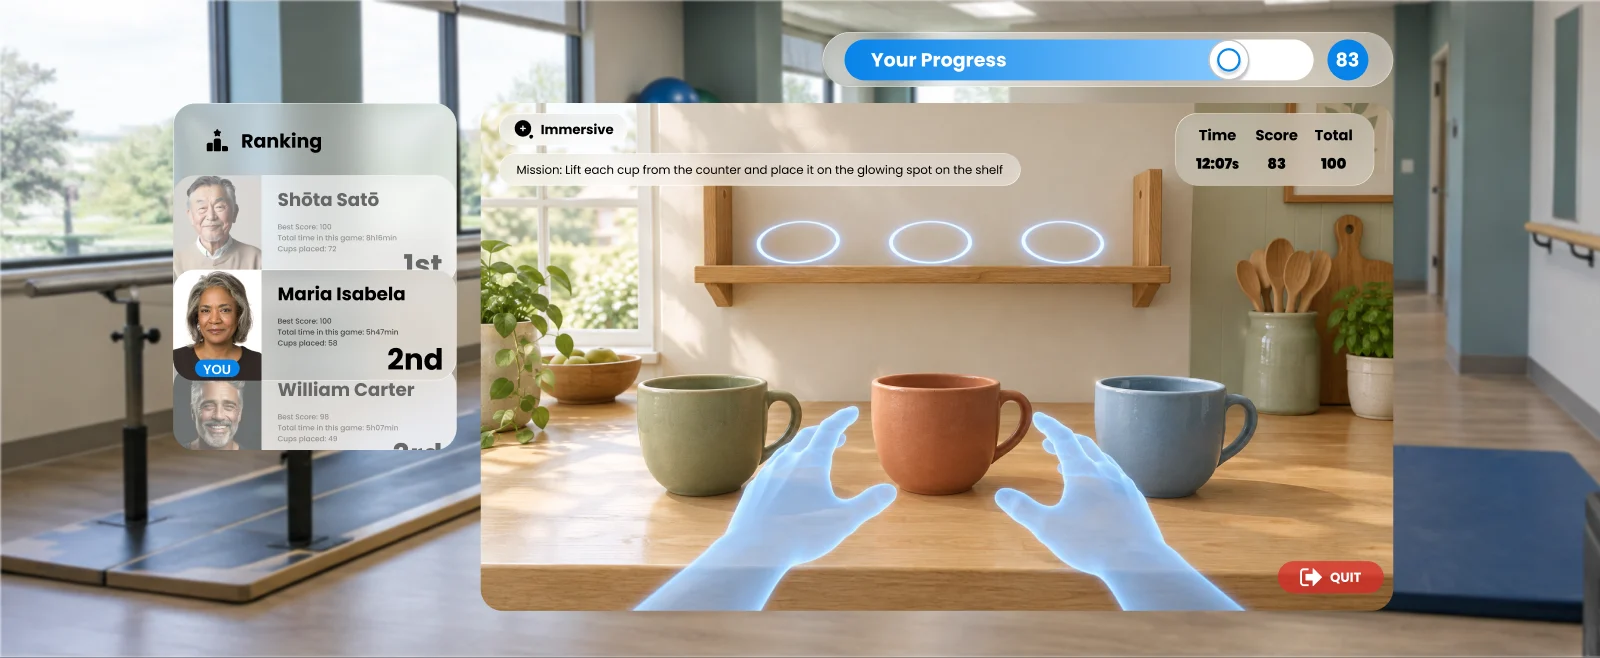 Your Progress
83
Ranking
Shōta Satō
Best Score: 100
Total time in this game: 8h16min
Cups placed: 72
1st
Maria Isabela
Best Score: 100
Total time in this game: 5h47min
Cups placed: 58
2nd
YOU
William Carter
Best Score: 95
Total time in this game: 5h07min
Cups placed: 49
Immersive
Mission: Lift each cup from the counter and place it on the glowing spot on the shelf
Time Score Total
12:07s 83 100
QUIT